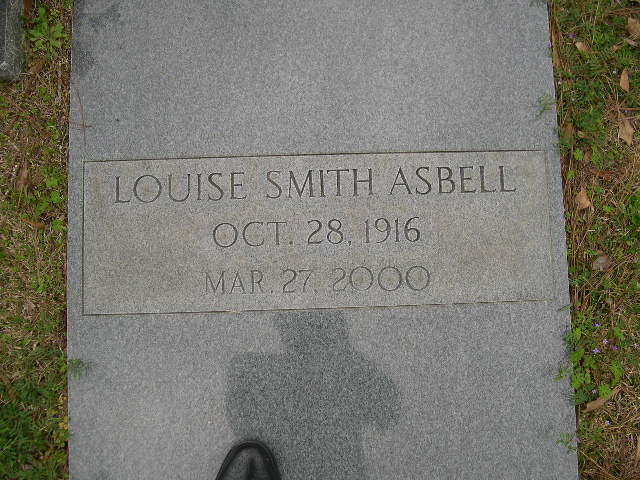 LOUISE SMITH ASBELL
OCT. 28, 1916
MAR. 27, 2000